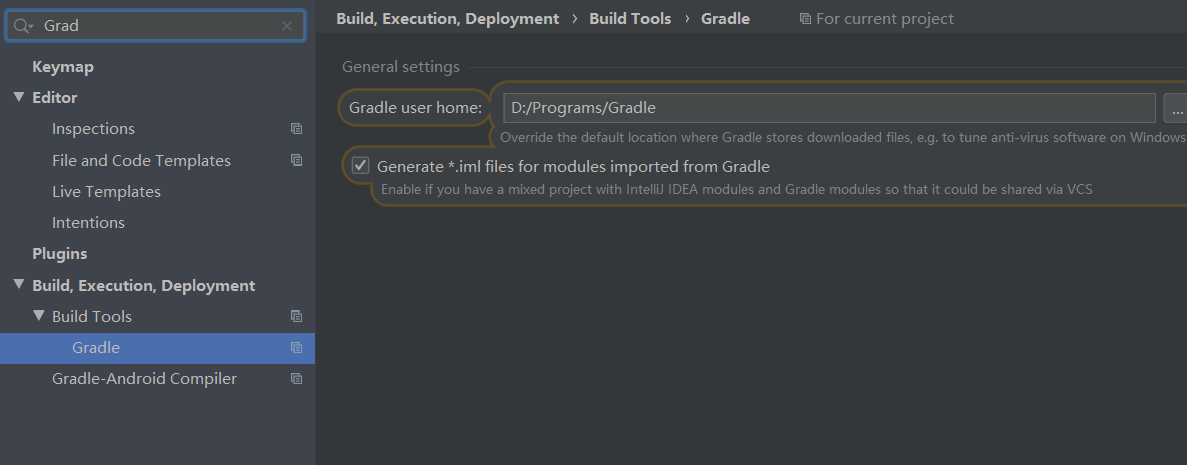 Grad
Keymap
Editor
Inspections
File and Code Templates
Live Templates
Intentions
Plugins
Build, Execution, Deployment
Build Tools
Gradle
Gradle-Android Compiler
Build, Execution, Deployment › Build Tools › Gradle For current project
General settings
Gradle user home: D:/Programs/Gradle ...
Override the default location where Gradle stores downloaded files, e.g. to tune anti-virus software on Windows
Generate *.iml files for modules imported from Gradle
Enable if you have a mixed project with IntelliJ IDEA modules and Gradle modules so that it could be shared via VCS